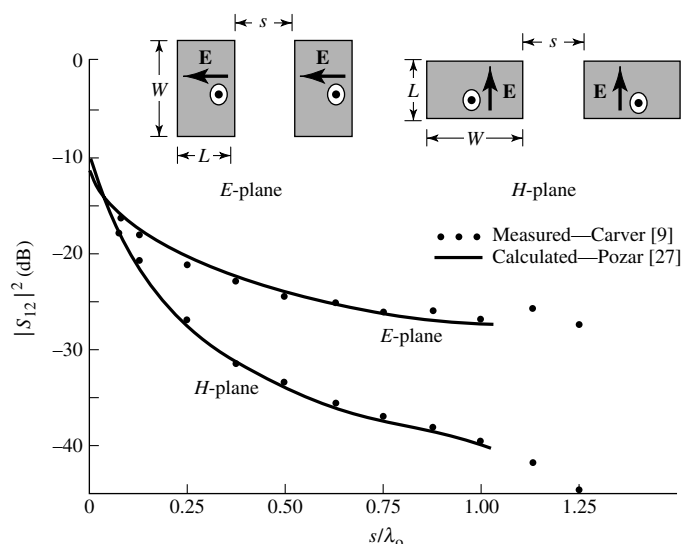 s
s
E
E
W
L
E-plane
L
E
E
W
H-plane
Measured—Carver [9]
Calculated—Pozar [27]
|S₁₂|² (dB)
0
−10
−20
−30
−40
E-plane
H-plane
0
0.25
0.50
0.75
1.00
1.25
s/λₒ